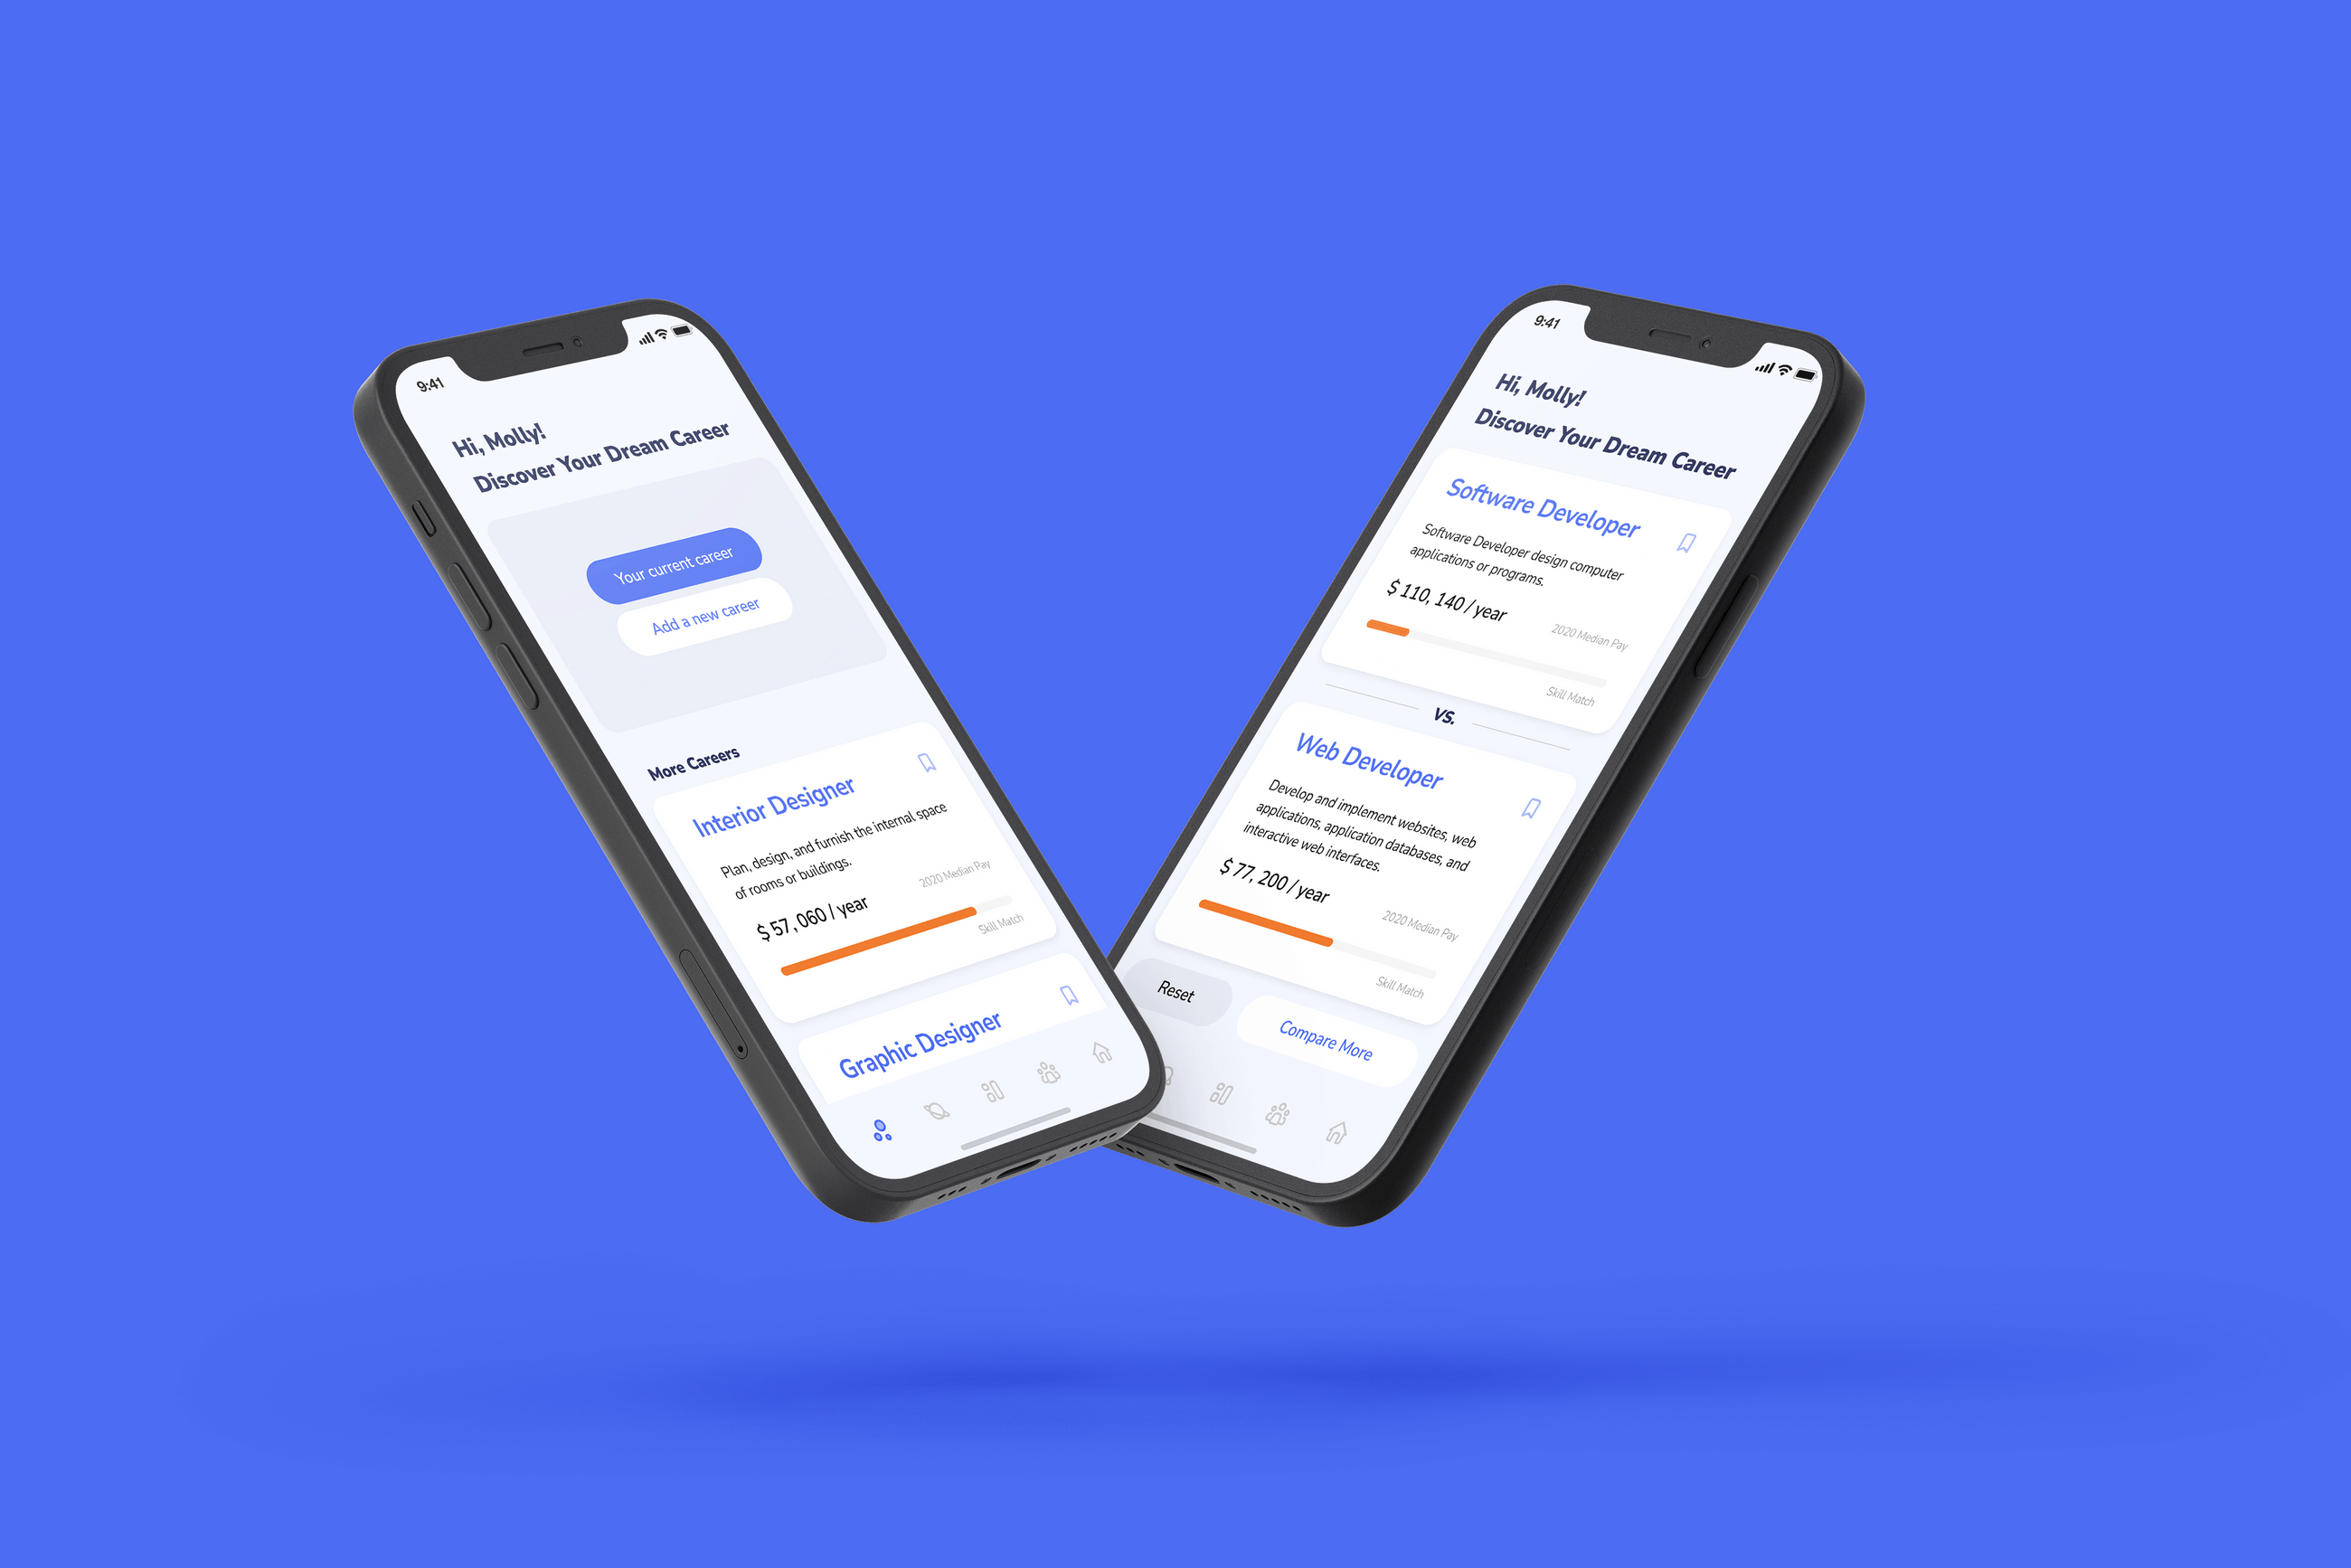 9:41
Hi, Molly!
Discover Your Dream Career
Your current career
Add a new career
More Careers
Interior Designer
Plan, design, and furnish the internal space
of rooms or buildings.
$ 57, 060 / year
2020 Median Pay
Skill Match
Graphic Designer
9:41
Hi, Molly!
Discover Your Dream Career
Software Developer
Software Developer design computer
applications or programs.
$ 110, 140 / year
2020 Median Pay
Skill Match
vs.
Web Developer
Develop and implement websites, web
applications, application databases, and
interactive web interfaces.
$ 77, 200 / year
2020 Median Pay
Skill Match
Reset
Compare More